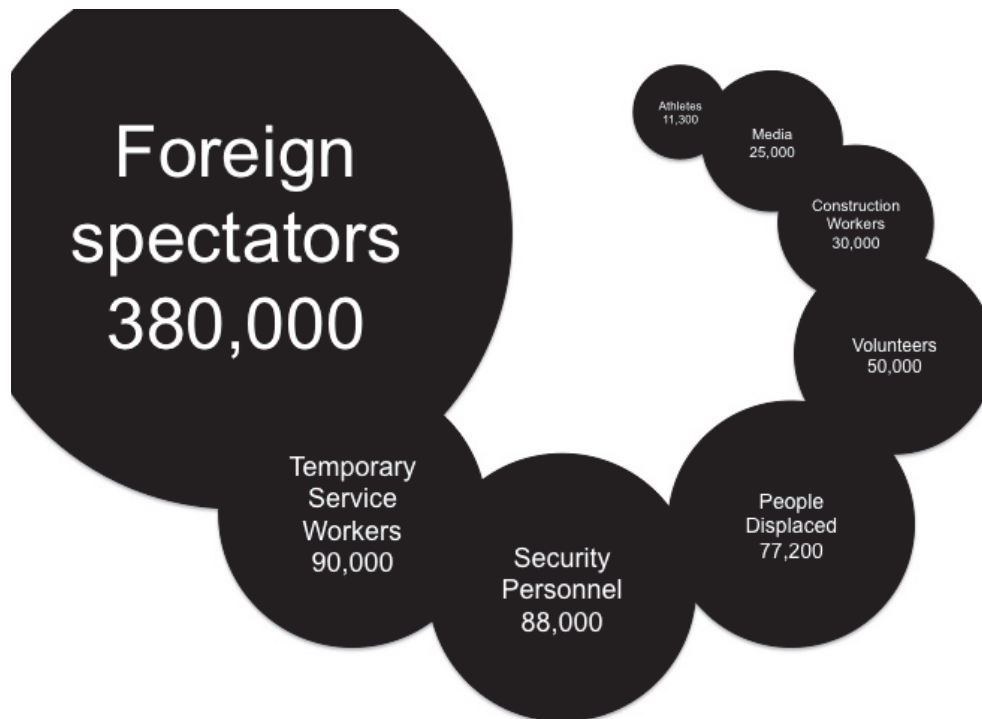 Foreign
spectators
380,000
Temporary
Service
Workers
90,000
Security
Personnel
88,000
People
Displaced
77,200
Volunteers
50,000
Construction
Workers
30,000
Media
25,000
Athletes
11,300